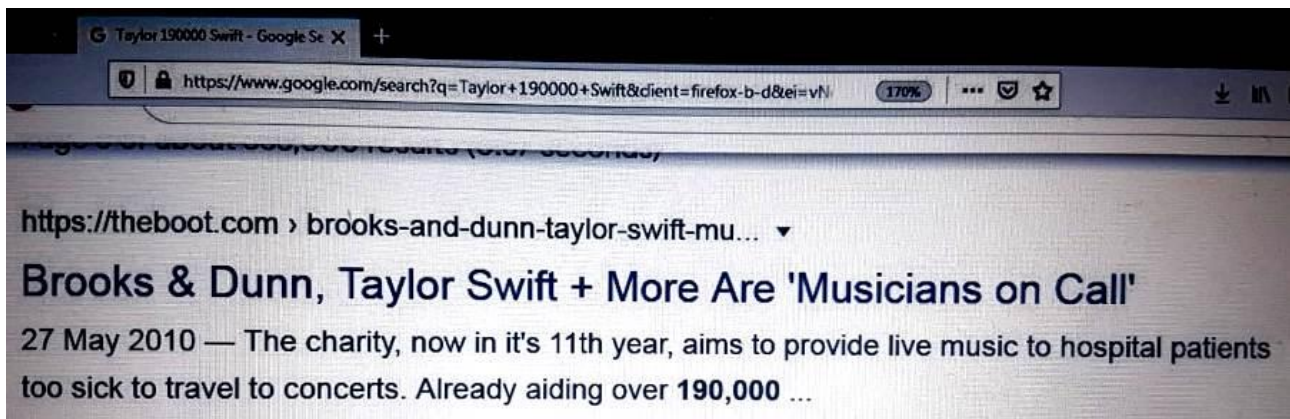 G Taylor 190000 Swift - Google Se X +
https://www.google.com/search?q=Taylor+190000+Swift&client=firefox-b-d&ei=vN
170%
https://theboot.com › brooks-and-dunn-taylor-swift-mu...
Brooks & Dunn, Taylor Swift + More Are 'Musicians on Call'
27 May 2010 — The charity, now in it's 11th year, aims to provide live music to hospital patients
too sick to travel to concerts. Already aiding over 190,000 ...